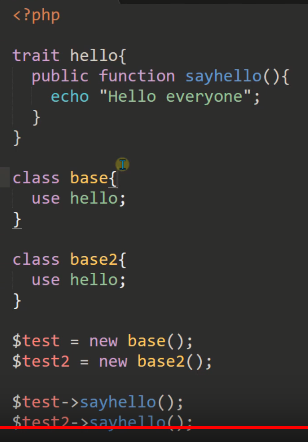 <?php
trait hello{
public function sayhello(){
echo "Hello everyone";
}
}
class base{
use hello;
}
class base2{
use hello;
}
$test = new base();
$test2 = new base2();
$test->sayhello();
$test2->sayhello();